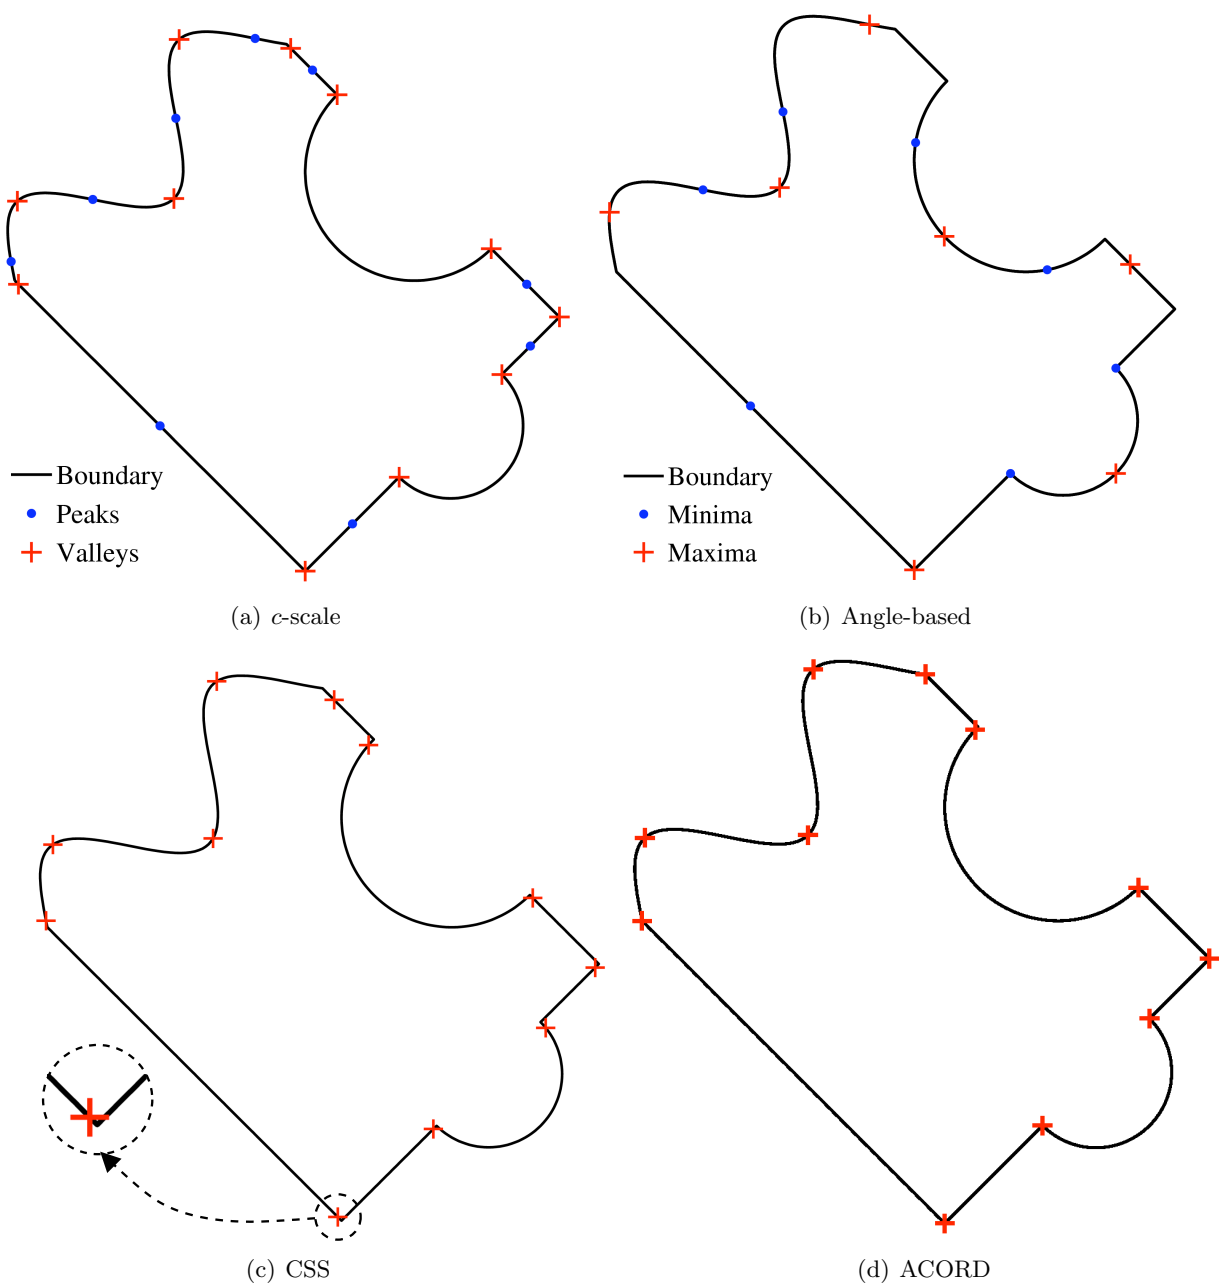 Boundary
Peaks
Valleys
Boundary
Minima
Maxima
(a) c-scale
(b) Angle-based
(c) CSS
(d) ACORD